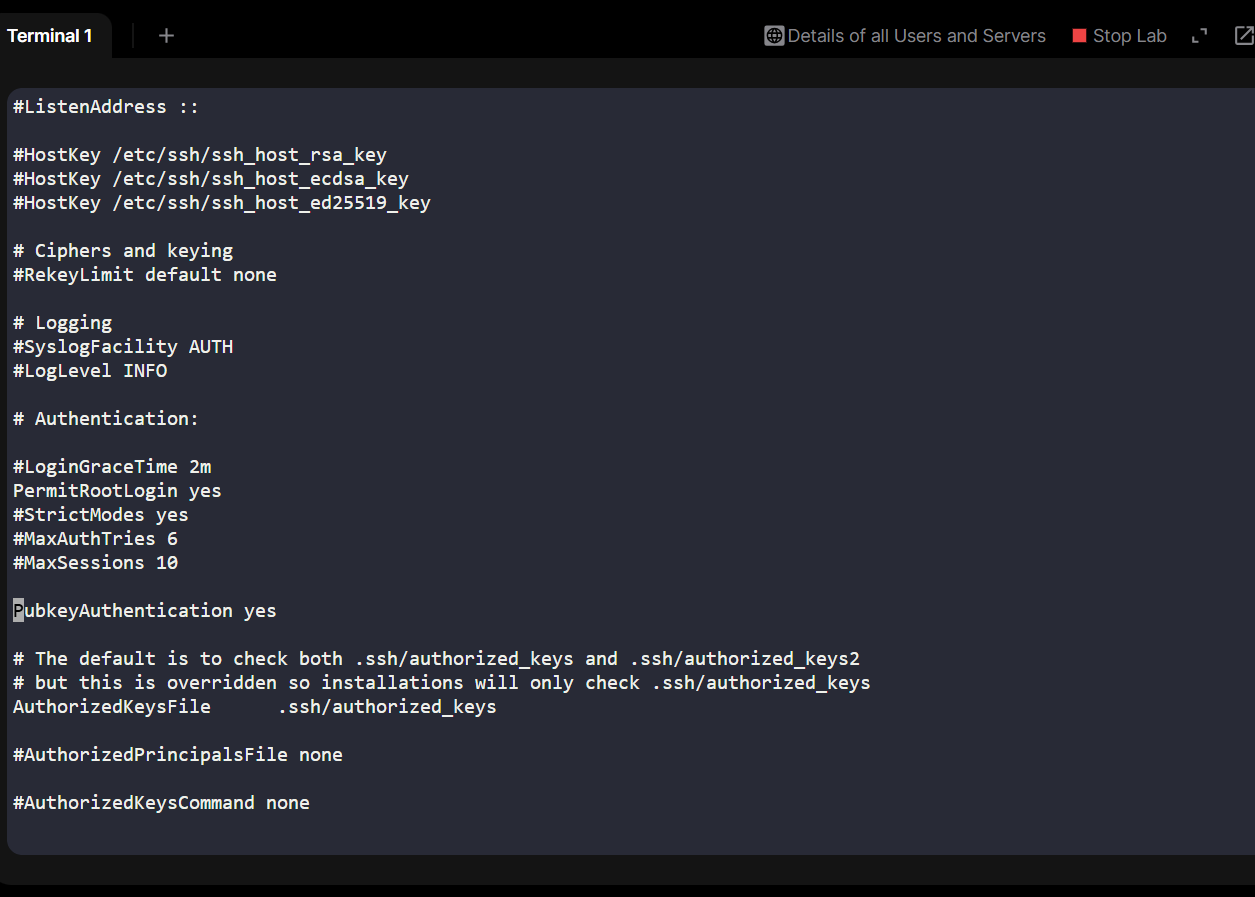 Terminal 1
+
Details of all Users and Servers
Stop Lab
#ListenAddress ::
#HostKey /etc/ssh/ssh_host_rsa_key
#HostKey /etc/ssh/ssh_host_ecdsa_key
#HostKey /etc/ssh/ssh_host_ed25519_key
# Ciphers and keying
#RekeyLimit default none
# Logging
#SyslogFacility AUTH
#LogLevel INFO
# Authentication:
#LoginGraceTime 2m
PermitRootLogin yes
#StrictModes yes
#MaxAuthTries 6
#MaxSessions 10
PubkeyAuthentication yes
# The default is to check both .ssh/authorized_keys and .ssh/authorized_keys2
# but this is overridden so installations will only check .ssh/authorized_keys
AuthorizedKeysFile      .ssh/authorized_keys
#AuthorizedPrincipalsFile none
#AuthorizedKeysCommand none